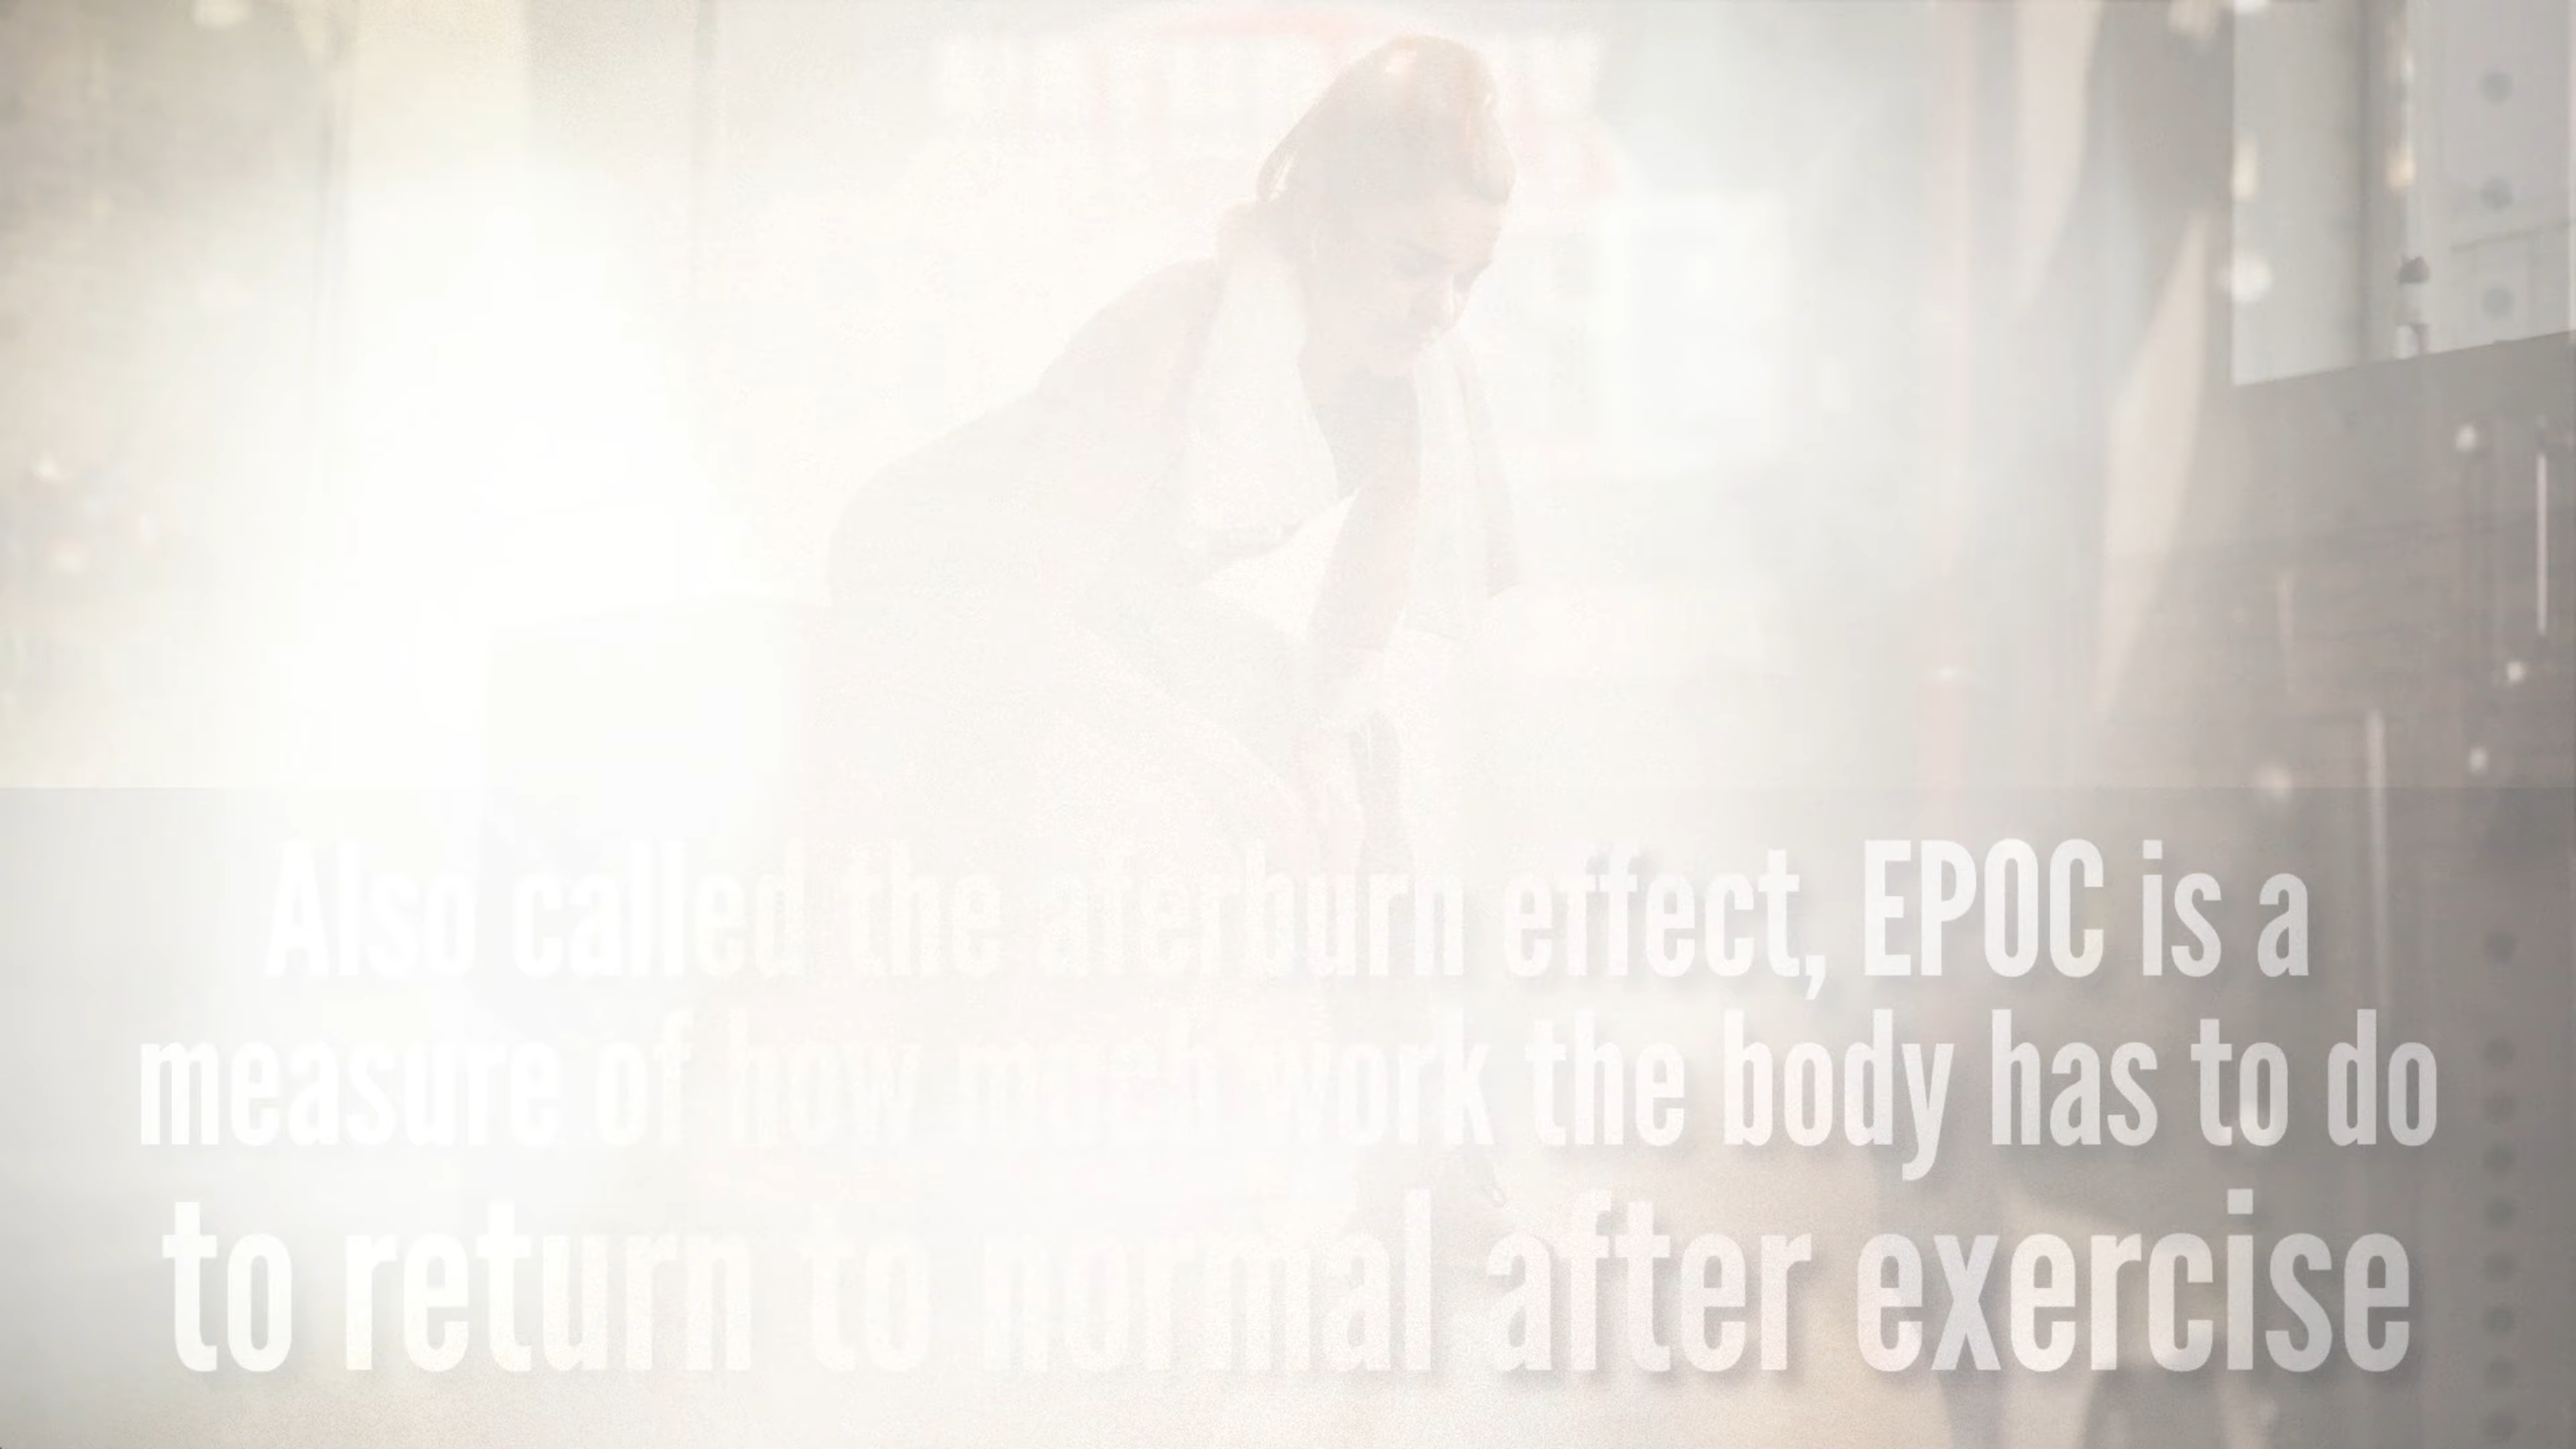 Also called the aferburn effect, EPOC is a
measure of how much work the body has to do
to return to normal after exercise